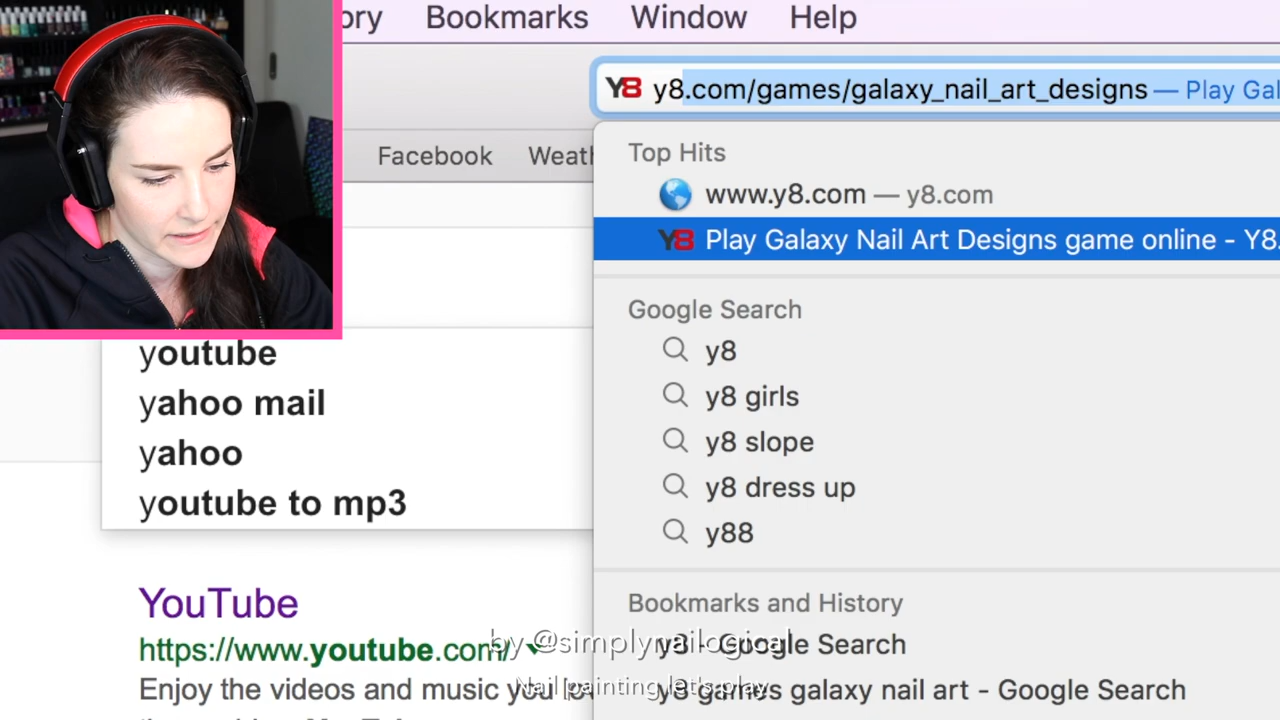 ory Bookmarks Window Help
Y8 y8.com/games/galaxy_nail_art_designs — Play Gal
Facebook Weath
Top Hits
www.y8.com — y8.com
Y8 Play Galaxy Nail Art Designs game online - Y8.
Google Search
y8
y8 girls
y8 slope
y8 dress up
y88
youtube
yahoo mail
yahoo
youtube to mp3
YouTube
https://www.youtube.com/
Enjoy the videos and music you
Bookmarks and History
y8 - Google Search
y8 games galaxy nail art - Google Search
by @simplynailogical
Nail painting let's play.